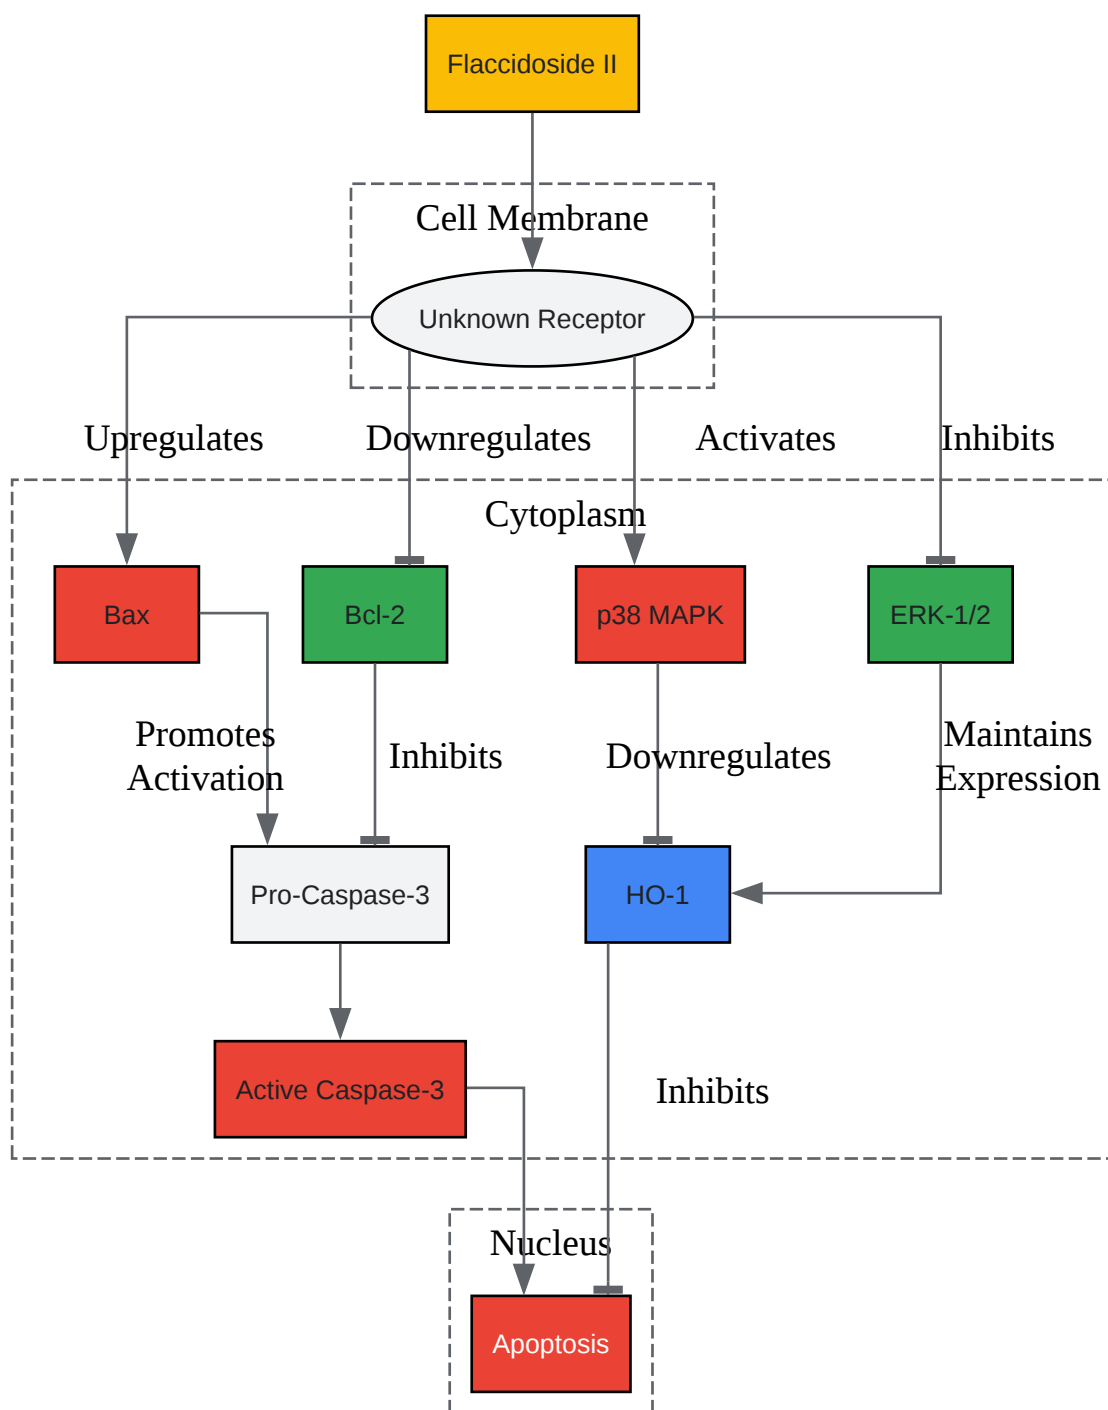 Flaccidoside II
Cell Membrane
Unknown Receptor
Upregulates
Downregulates
Activates
Inhibits
Cytoplasm
Bax
Bcl-2
p38 MAPK
ERK-1/2
Promotes
Activation
Inhibits
Downregulates
Maintains
Expression
Pro-Caspase-3
HO-1
Active Caspase-3
Inhibits
Nucleus
Apoptosis